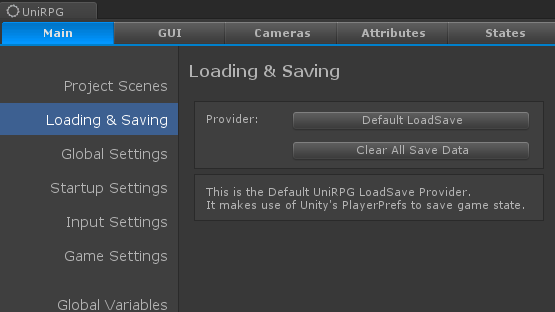 UniRPG
Main GUI Cameras Attributes States
Project Scenes
Loading & Saving
Global Settings
Startup Settings
Input Settings
Game Settings
Global Variables
Loading & Saving
Provider: Default LoadSave
Clear All Save Data
This is the Default UniRPG LoadSave Provider.
It makes use of Unity's PlayerPrefs to save game state.